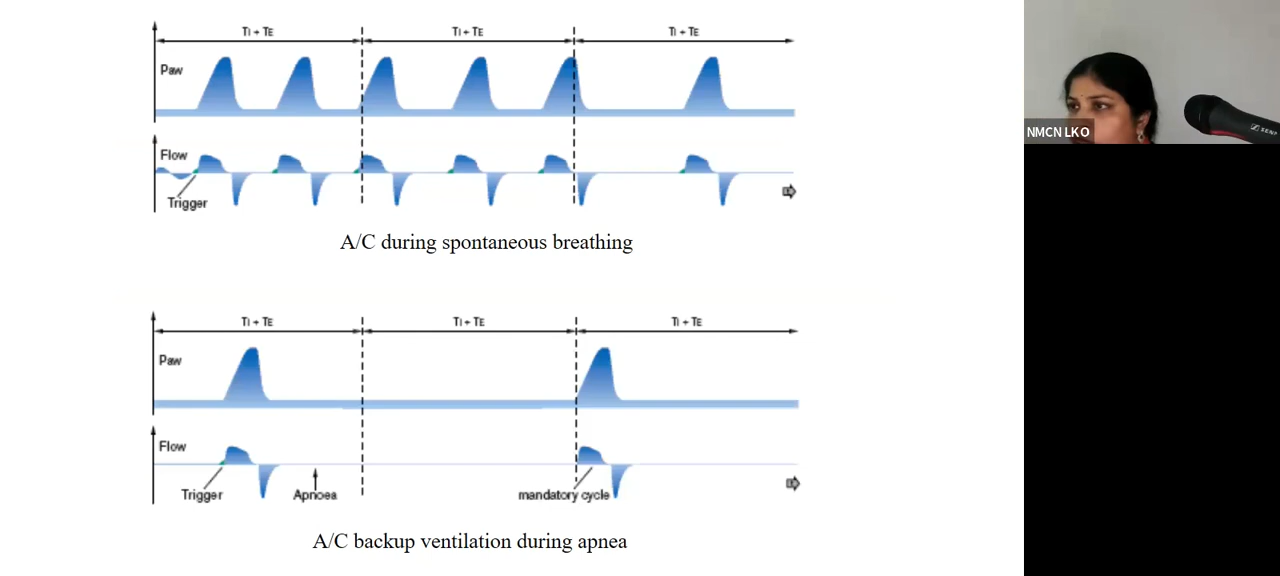 TI + TE TI + TE TI + TE
Paw
Flow
Trigger
A/C during spontaneous breathing
TI + TE TI + TE TI + TE
Paw
Flow
Trigger Apnoea mandatory cycle
A/C backup ventilation during apnea
NMCN LKO